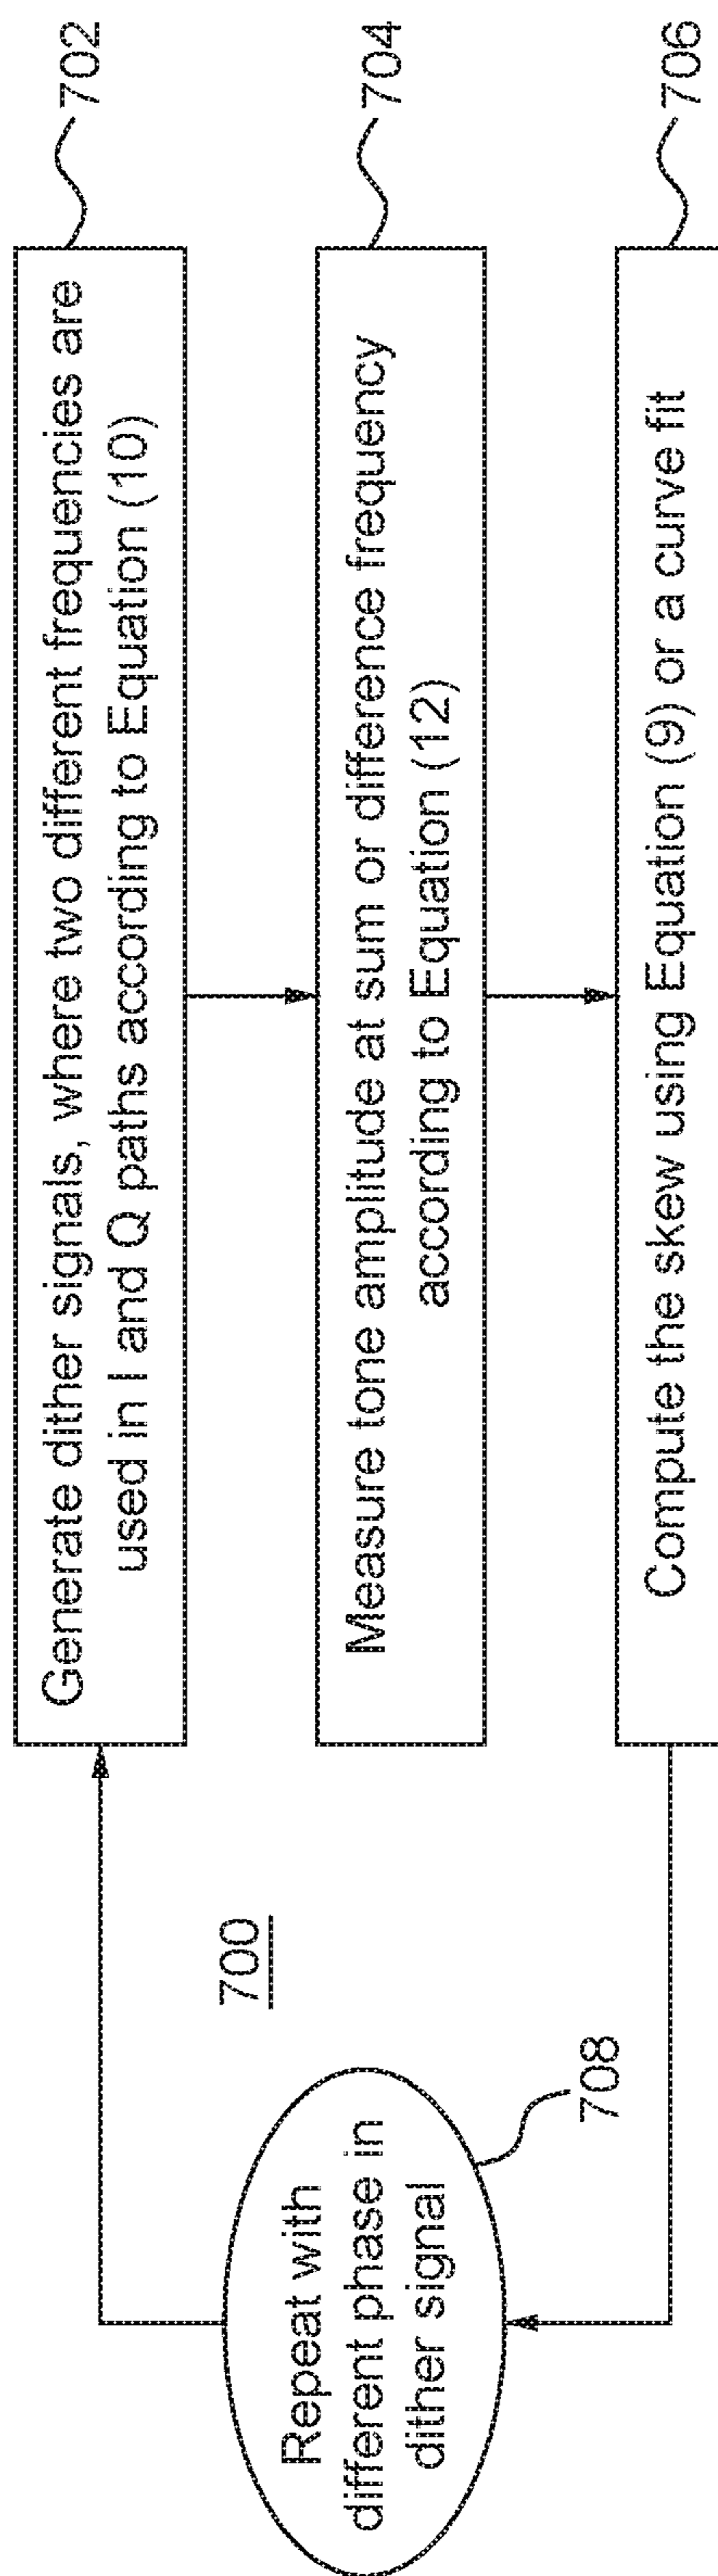 Generate dither signals, where two different frequencies are
used in I and Q paths according to Equation (10)
702
Measure tone amplitude at sum or difference frequency
according to Equation (12)
704
Compute the skew using Equation (9) or a curve fit
706
700
Repeat with
different phase in
dither signal
708